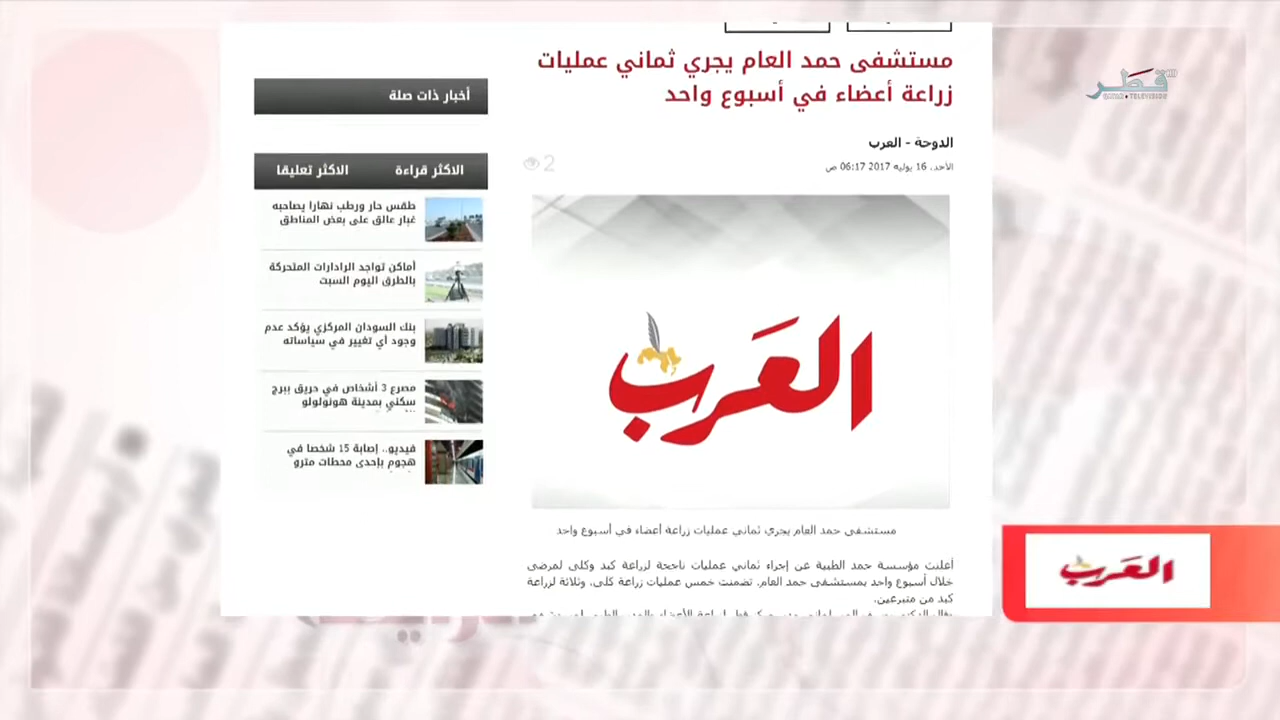 مستشفى حمد العام يجري ثماني عمليات
زراعة أعضاء في أسبوع واحد
الدوحة - العرب
الأحد، 16 يوليه 2017 06:17 ص
2
العرب
مستشفى حمد العام يجري ثماني عمليات زراعة أعضاء في أسبوع واحد
أعلنت مؤسسة حمد الطبية عن إجراء ثماني عمليات ناجحة لزراعة كبد وكلى لمرضى
خلال أسبوع واحد بمستشفى حمد العام، تضمنت خمس عمليات زراعة كلى، وثلاثة لزراعة
كبد من متبرعين.
أخبار ذات صلة
الاكثر قراءة
الاكثر تعليقا
طقس حار ورطب نهارا يصاحبه
غبار عالق على بعض المناطق
أماكن تواجد الرادارات المتحركة
بالطرق اليوم السبت
بنك السودان المركزي يؤكد عدم
وجود أي تغيير في سياساته
مصرع 3 أشخاص في حريق ببرج
سكني بمدينة هونولولو
فيديو.. إصابة 15 شخصا في
هجوم بإحدى محطات مترو
قطر
TELEVISION
HD
العرب